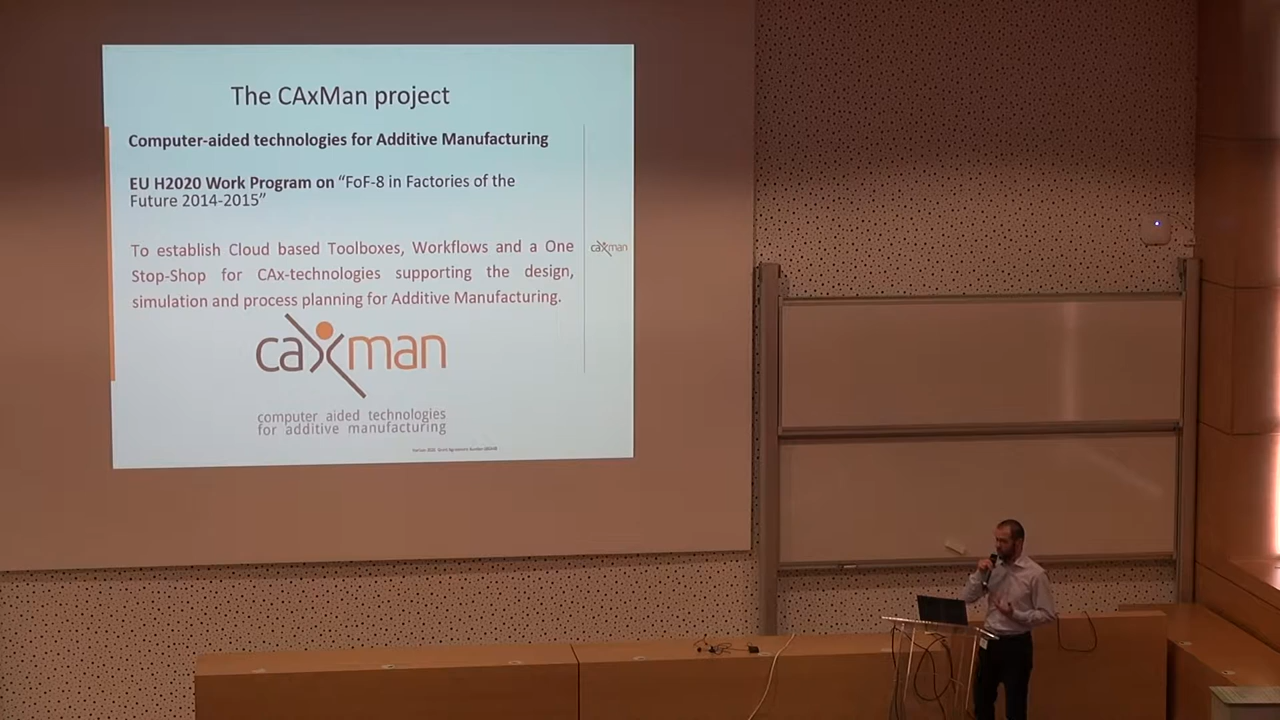 The CAxMan project
Computer-aided technologies for Additive Manufacturing
EU H2020 Work Program on “FoF-8 in Factories of the
Future 2014-2015”
To establish Cloud based Toolboxes, Workflows and a One
Stop-Shop for CAx-technologies supporting the design,
simulation and process planning for Additive Manufacturing.
caxman
caxman
computer aided technologies
for additive manufacturing